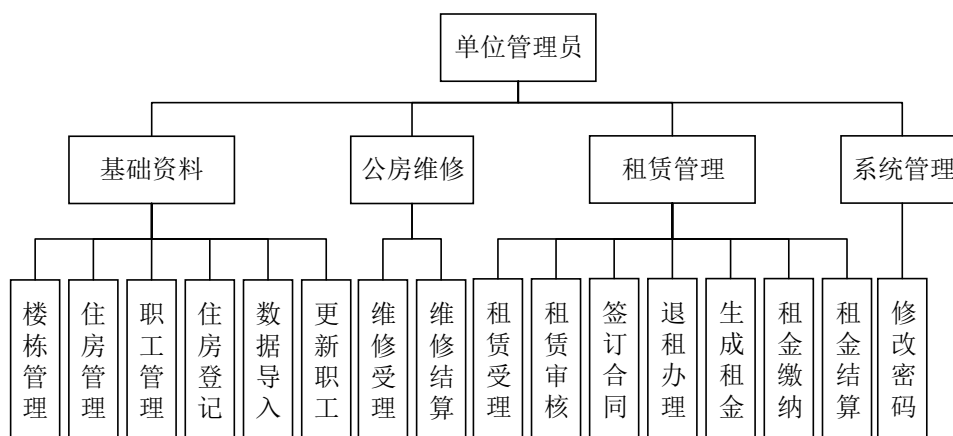 单位管理员
基础资料
公房维修
租赁管理
系统管理
楼栋管理
住房管理
职工管理
住房登记
数据导入
更新职工
维修受理
维修结算
租赁受理
租赁审核
签订合同
退租办理
生成租金
租金缴纳
租金结算
修改密码